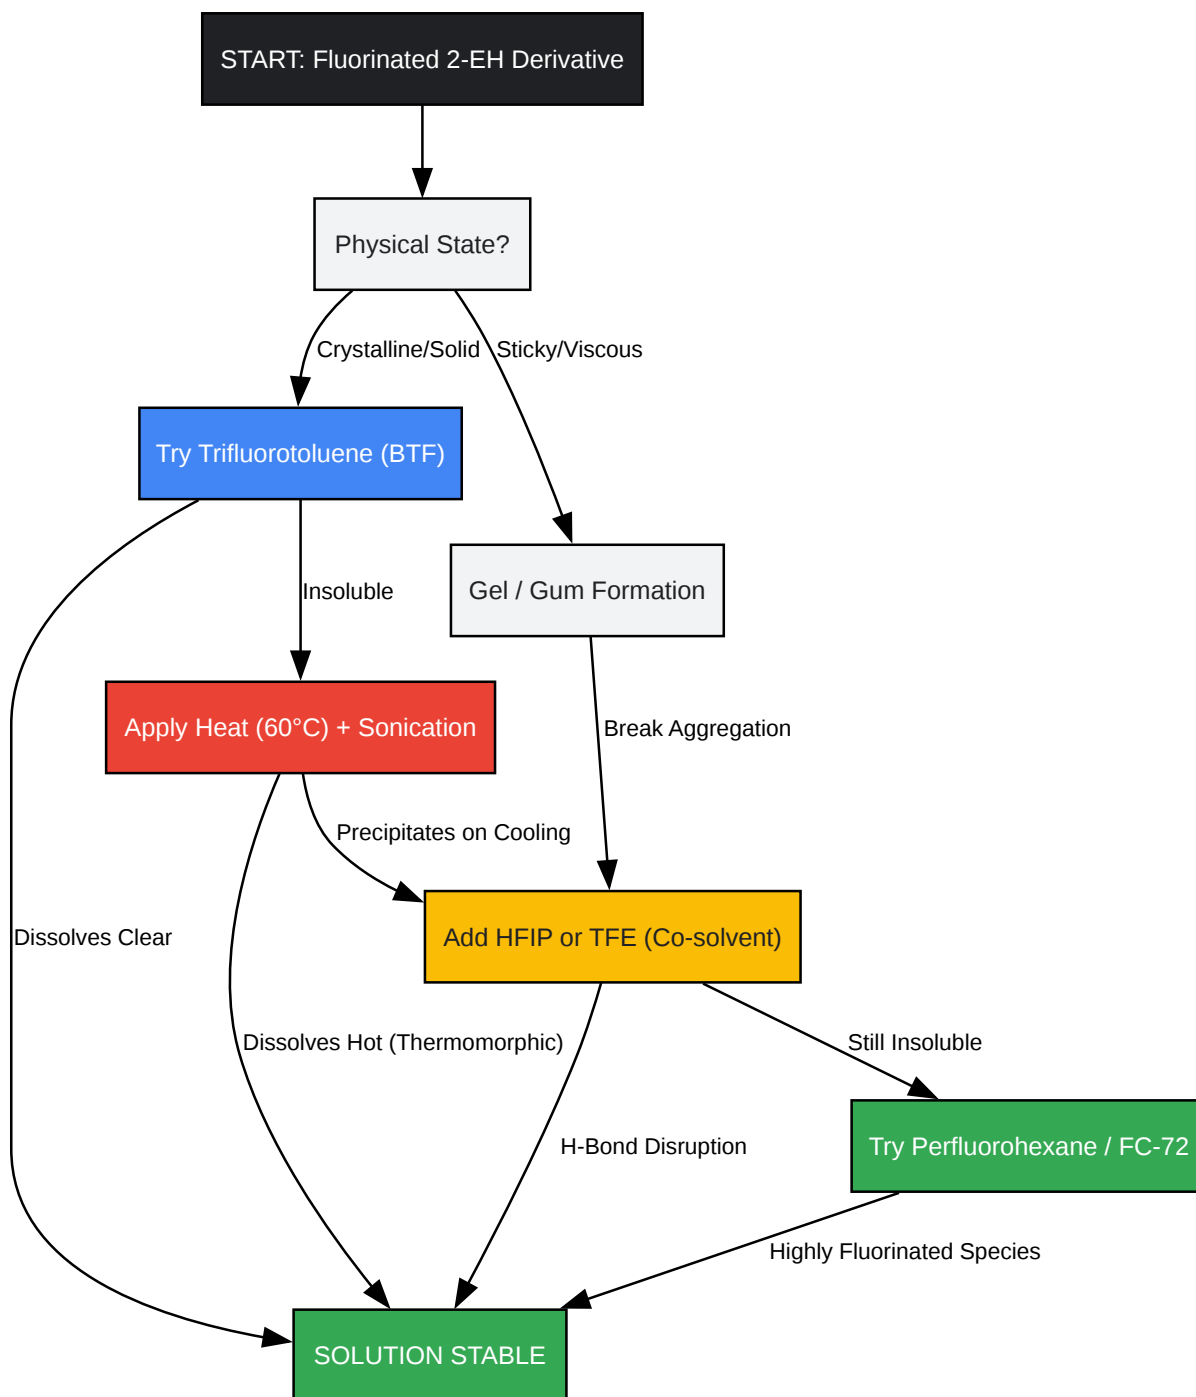 START: Fluorinated 2-EH Derivative
Physical State?
Crystalline/Solid
Sticky/Viscous
Try Trifluorotoluene (BTF)
Insoluble
Gel / Gum Formation
Apply Heat (60°C) + Sonication
Break Aggregation
Precipitates on Cooling
Dissolves Clear
Add HFIP or TFE (Co-solvent)
Dissolves Hot (Thermomorphic)
Still Insoluble
H-Bond Disruption
Try Perfluorohexane / FC-72
Highly Fluorinated Species
SOLUTION STABLE